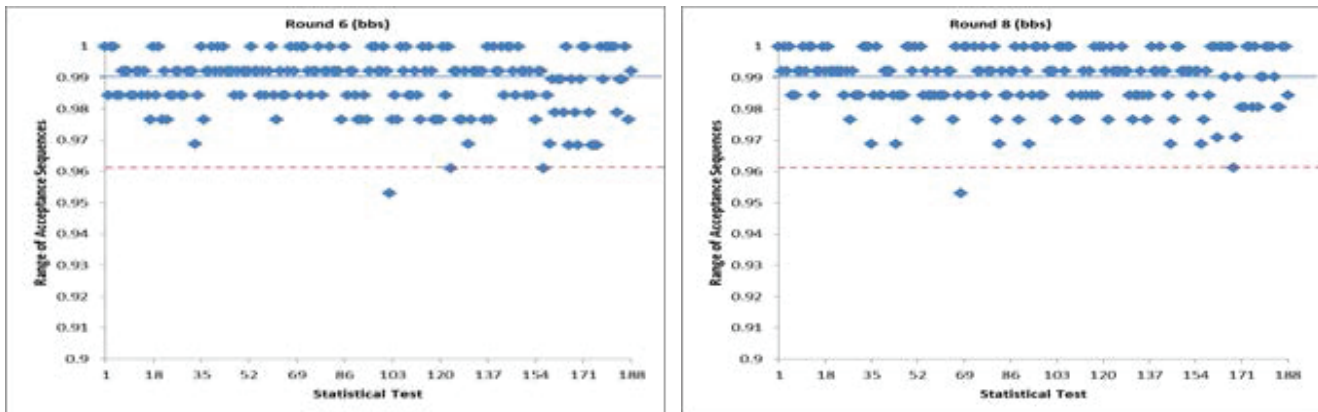 Round 6 (bbs)
Range of Acceptance Sequences
1
0.99
0.98
0.97
0.96
0.95
0.94
0.93
0.92
0.91
0.9
1 18 35 52 69 86 103 120 137 154 171 188
Statistical Test
Round 8 (bbs)
Range of Acceptance Sequences
1
0.99
0.98
0.97
0.96
0.95
0.94
0.93
0.92
0.91
0.9
1 18 35 52 69 86 103 120 137 154 171 188
Statistical Test